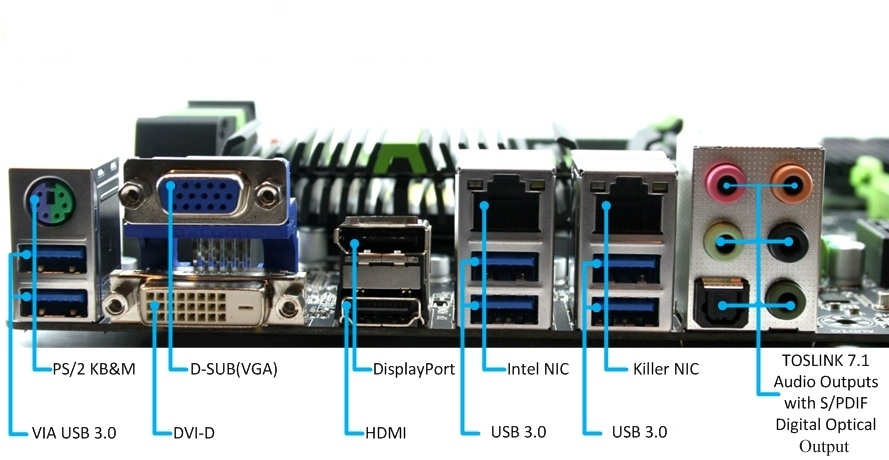 PS/2 KB&M
D-SUB(VGA)
DisplayPort
Intel NIC
Killer NIC
TOSLINK 7.1
Audio Outputs
with S/PDIF
Digital Optical
Output
VIA USB 3.0
DVI-D
HDMI
USB 3.0
USB 3.0